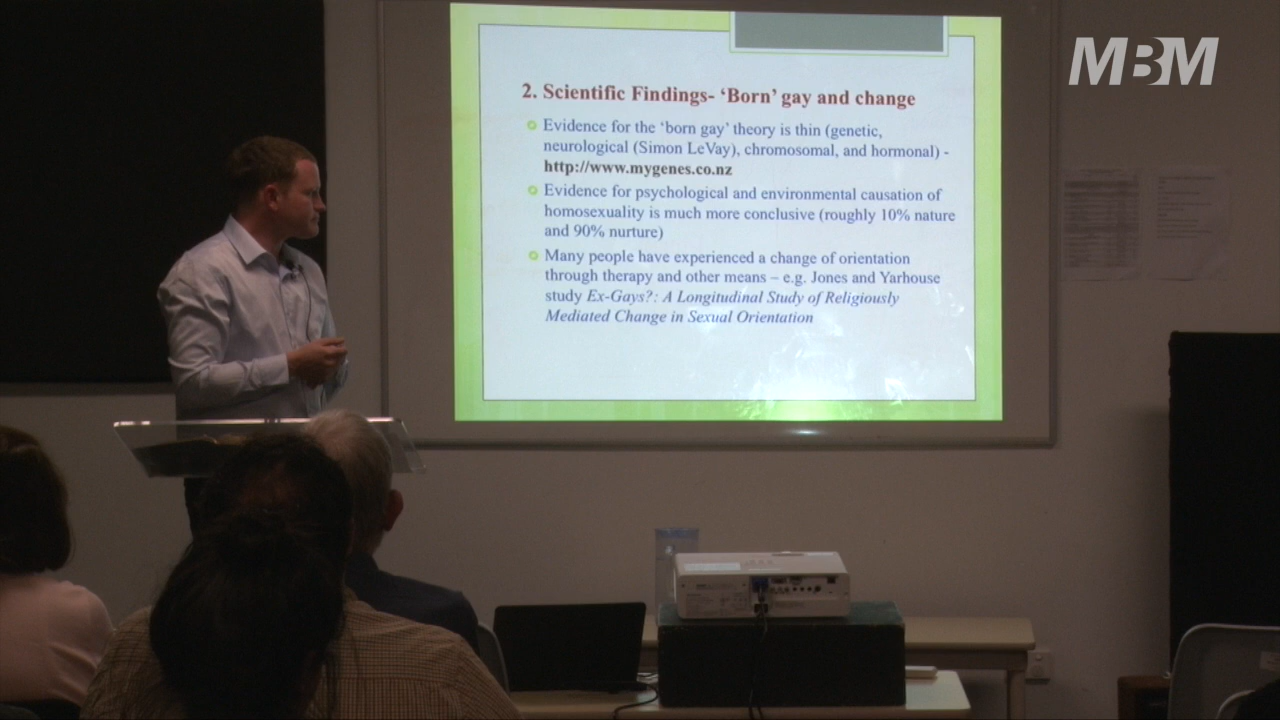 MBM
2. Scientific Findings- ‘Born’ gay and change
Evidence for the ‘born gay’ theory is thin (genetic,
neurological (Simon LeVay), chromosomal, and hormonal) -
http://www.mygenes.co.nz
Evidence for psychological and environmental causation of
homosexuality is much more conclusive (roughly 10% nature
and 90% nurture)
Many people have experienced a change of orientation
through therapy and other means – e.g. Jones and Yarhouse
study Ex-Gays?: A Longitudinal Study of Religiously
Mediated Change in Sexual Orientation